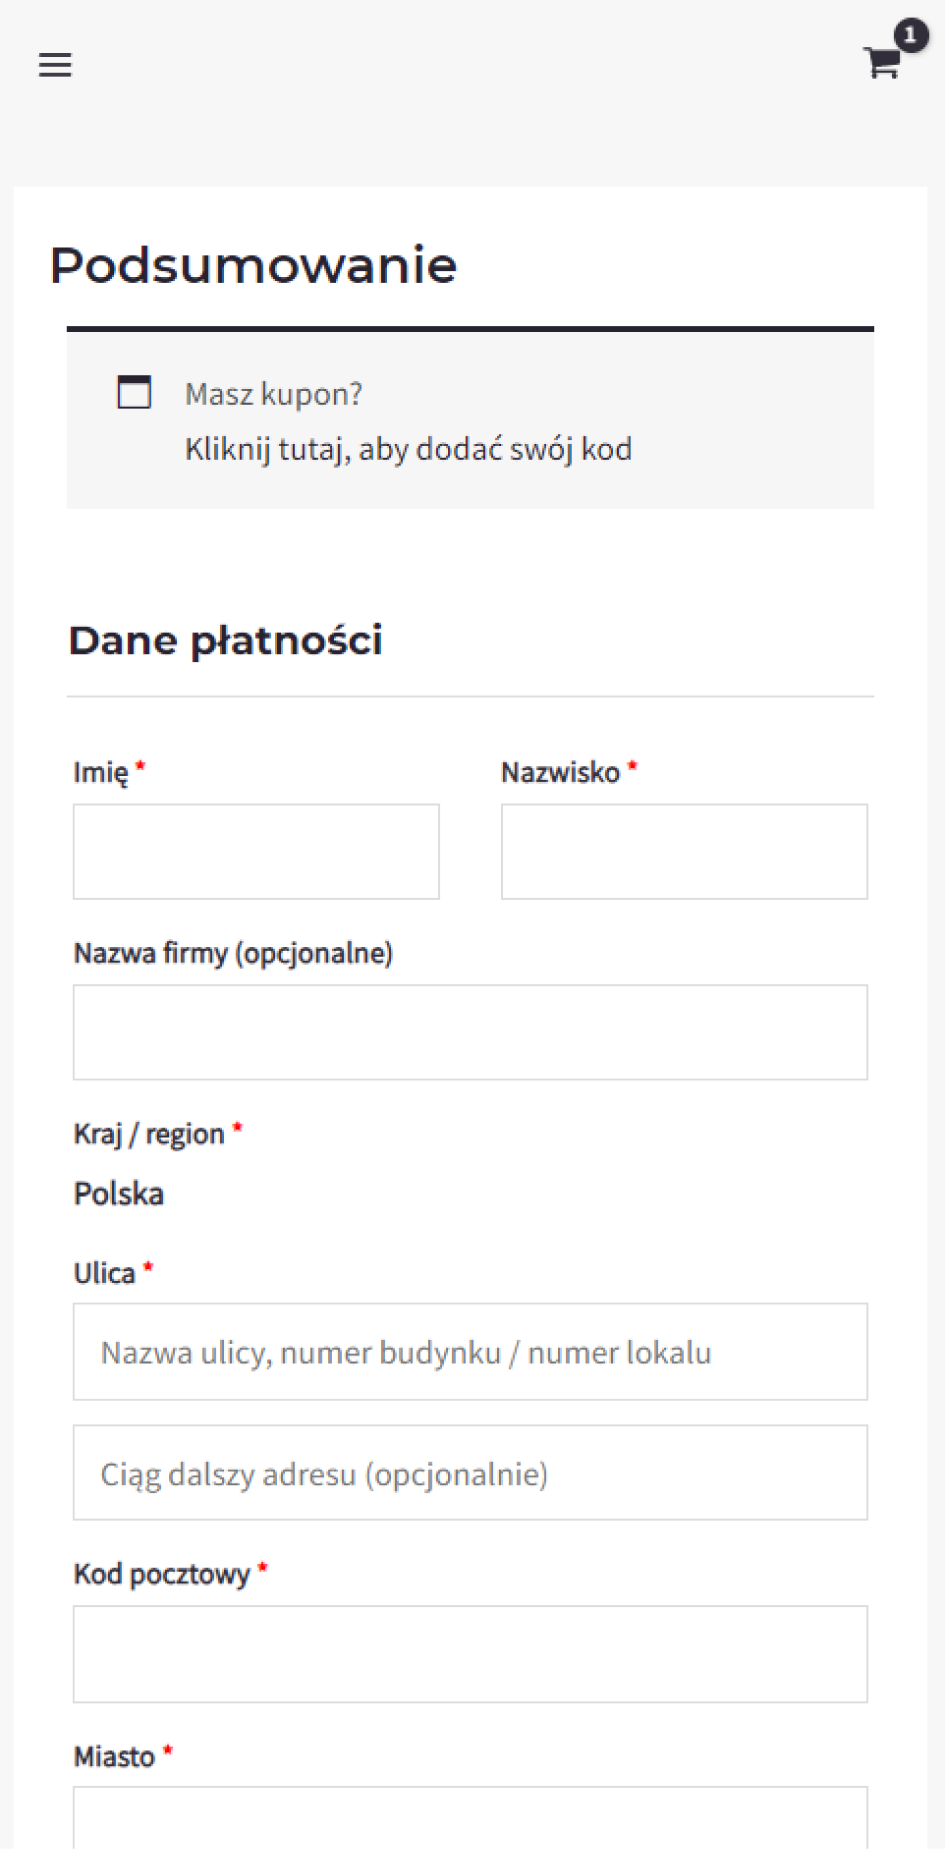 1
Podsumowanie
Masz kupon?
Kliknij tutaj, aby dodać swój kod
Dane płatności
Imię *
Nazwisko *
Nazwa firmy (opcjonalne)
Kraj / region *
Polska
Ulica *
Nazwa ulicy, numer budynku / numer lokalu
Ciąg dalszy adresu (opcjonalnie)
Kod pocztowy *
Miasto *